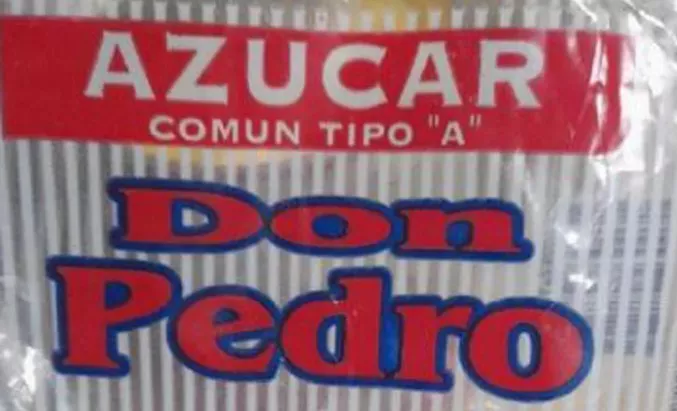 AZUCAR
COMUN TIPO "A"
Don
Pedro